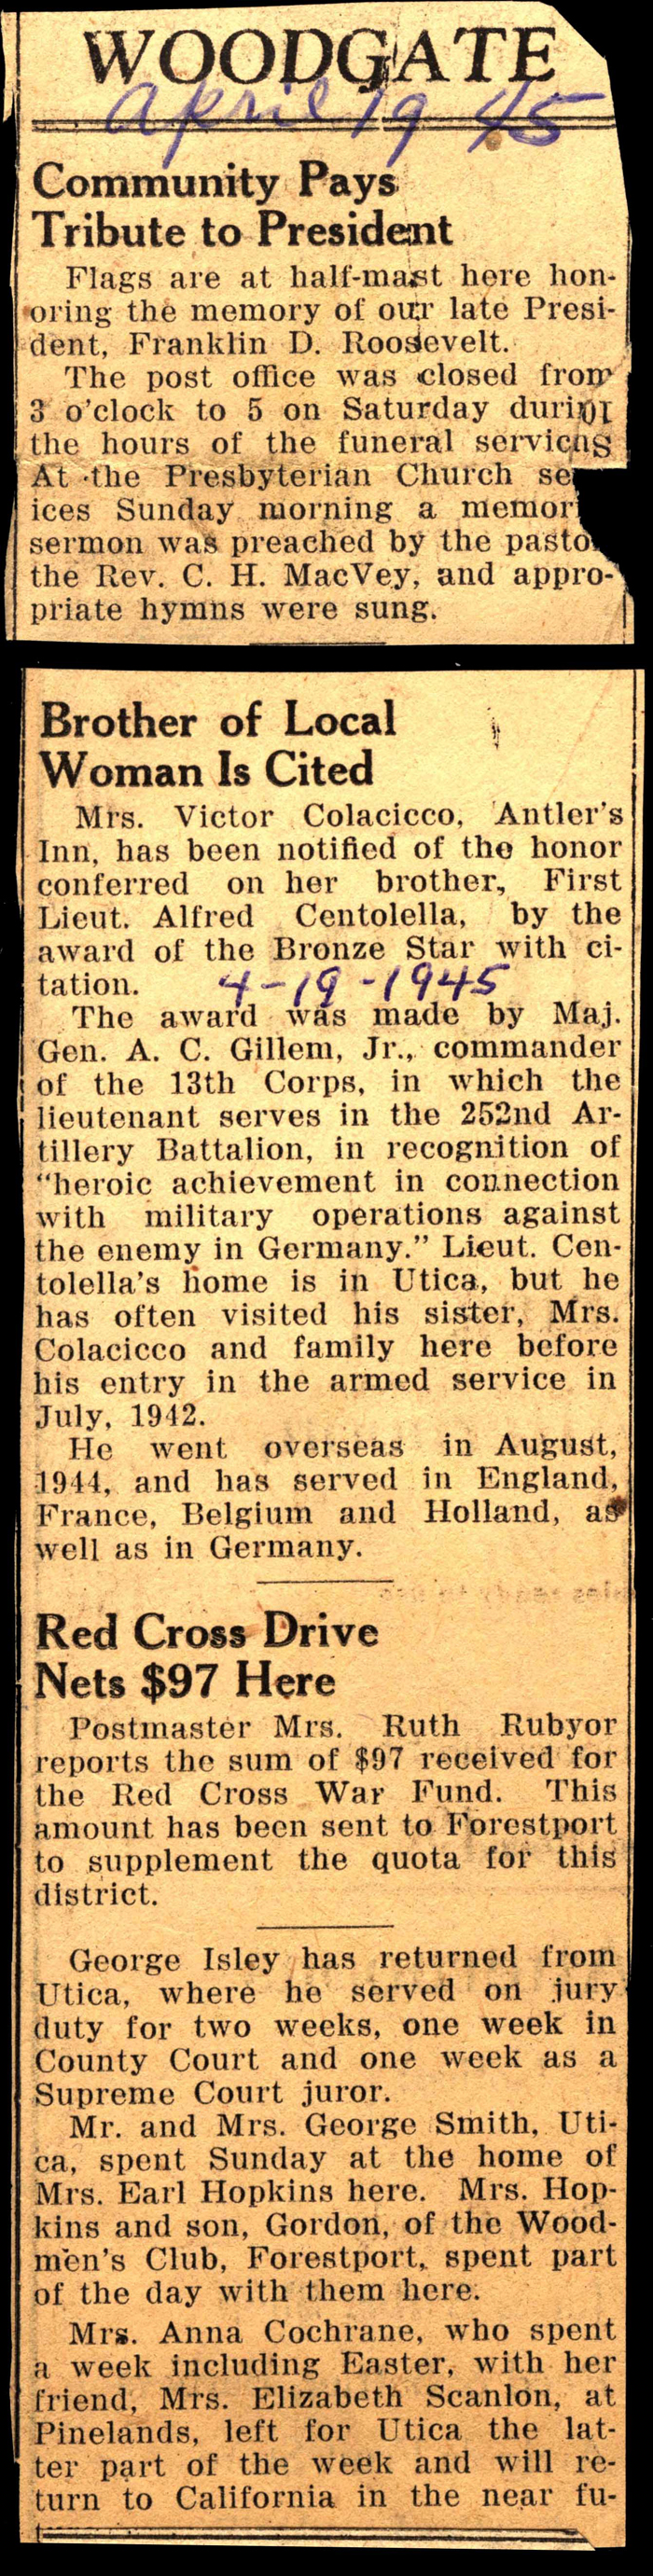 WOODGATE
April 19 45
Community Pays
Tribute to President
Flags are at half-mast here hon-
oring the memory of our late Presi-
dent, Franklin D. Roosevelt.
The post office was closed from
3 o'clock to 5 on Saturday during
the hours of the funeral services
At the Presbyterian Church ser
ices Sunday morning a memori
sermon was preached by the pastor
the Rev. C. H. MacVey, and appro-
priate hymns were sung.
Brother of Local
Woman Is Cited
Mrs. Victor Colacicco, Antler's
Inn, has been notified of the honor
conferred on her brother, First
Lieut. Alfred Centolella, by the
award of the Bronze Star with ci-
tation. 4-19-1945
The award was made by Maj.
Gen. A. C. Gillem, Jr., commander
of the 13th Corps, in which the
lieutenant serves in the 252nd Ar-
tillery Battalion, in recognition of
"heroic achievement in connection
with military operations against
the enemy in Germany." Lieut. Cen-
tolella's home is in Utica, but he
has often visited his sister, Mrs.
Colacicco and family here before
his entry in the armed service in
July, 1942.
He went overseas in August,
1944, and has served in England,
France, Belgium and Holland, as
well as in Germany.
Red Cross Drive
Nets $97 Here
Postmaster Mrs. Ruth Rubyor
reports the sum of $97 received for
the Red Cross War Fund. This
amount has been sent to Forestport
to supplement the quota for this
district.
George Isley has returned from
Utica, where he served on jury
duty for two weeks, one week in
County Court and one week as a
Supreme Court juror.
Mr. and Mrs. George Smith, Uti-
ca, spent Sunday at the home of
Mrs. Earl Hopkins here. Mrs. Hop-
kins and son, Gordon, of the Wood-
men's Club, Forestport, spent part
of the day with them here.
Mrs. Anna Cochrane, who spent
a week including Easter, with her
friend, Mrs. Elizabeth Scanlon, at
Pinelands, left for Utica the lat-
ter part of the week and will re-
turn to California in the near fu-